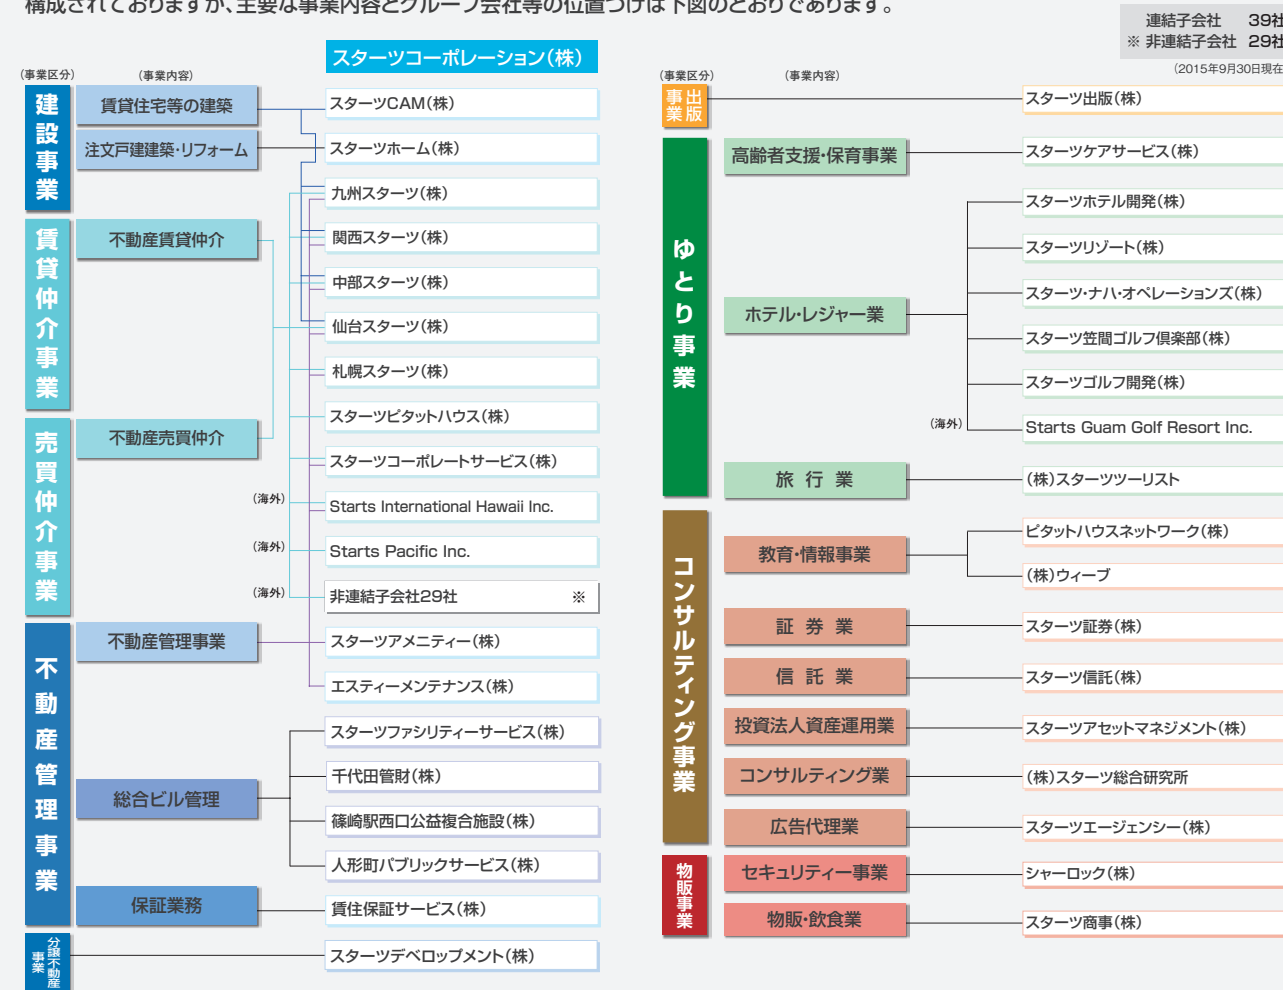 構成されておりますが、主要な事業内容とグループ会社等の位置づけは下図のとおりであります。
連結子会社 39社
※ 非連結子会社 29社
(2015年9月30日現在
スターツコーポレーション(株)
(事業区分)
(事業内容)
建設事業
賃貸住宅等の建築
注文戸建建築・リフォーム
賃貸仲介事業
不動産賃貸仲介
売買仲介事業
不動産売買仲介
不動産管理事業
不動産管理事業
総合ビル管理
保証業務
分譲不動産事業
スターツCAM(株)
スターツホーム(株)
九州スターツ(株)
関西スターツ(株)
中部スターツ(株)
仙台スターツ(株)
札幌スターツ(株)
スターツピタットハウス(株)
スターツコーポレートサービス(株)
(海外) Starts International Hawaii Inc.
(海外) Starts Pacific Inc.
(海外) 非連結子会社29社 ※
スターツアメニティー(株)
エスティーメンテナンス(株)
スターツファシリティーサービス(株)
千代田管財(株)
篠崎駅西口公益複合施設(株)
人形町パブリックサービス(株)
賃住保証サービス(株)
スターツデベロップメント(株)
(事業区分)
(事業内容)
出版事業
スターツ出版(株)
ゆとり事業
高齢者支援・保育事業
スターツケアサービス(株)
ホテル・レジャー業
スターツホテル開発(株)
スターツリゾート(株)
スターツ・ナハ・オペレーションズ(株)
スターツ笠間ゴルフ倶楽部(株)
スターツゴルフ開発(株)
(海外) Starts Guam Golf Resort Inc.
旅行業
(株)スターツツーリスト
コンサルティング事業
教育・情報事業
ピタットハウスネットワーク(株)
(株)ウィーブ
証券業
スターツ証券(株)
信託業
スターツ信託(株)
投資法人資産運用業
スターツアセットマネジメント(株)
コンサルティング業
(株)スターツ総合研究所
広告代理業
スターツエージェンシー(株)
物販事業
セキュリティー事業
シャーロック(株)
物販・飲食業
スターツ商事(株)